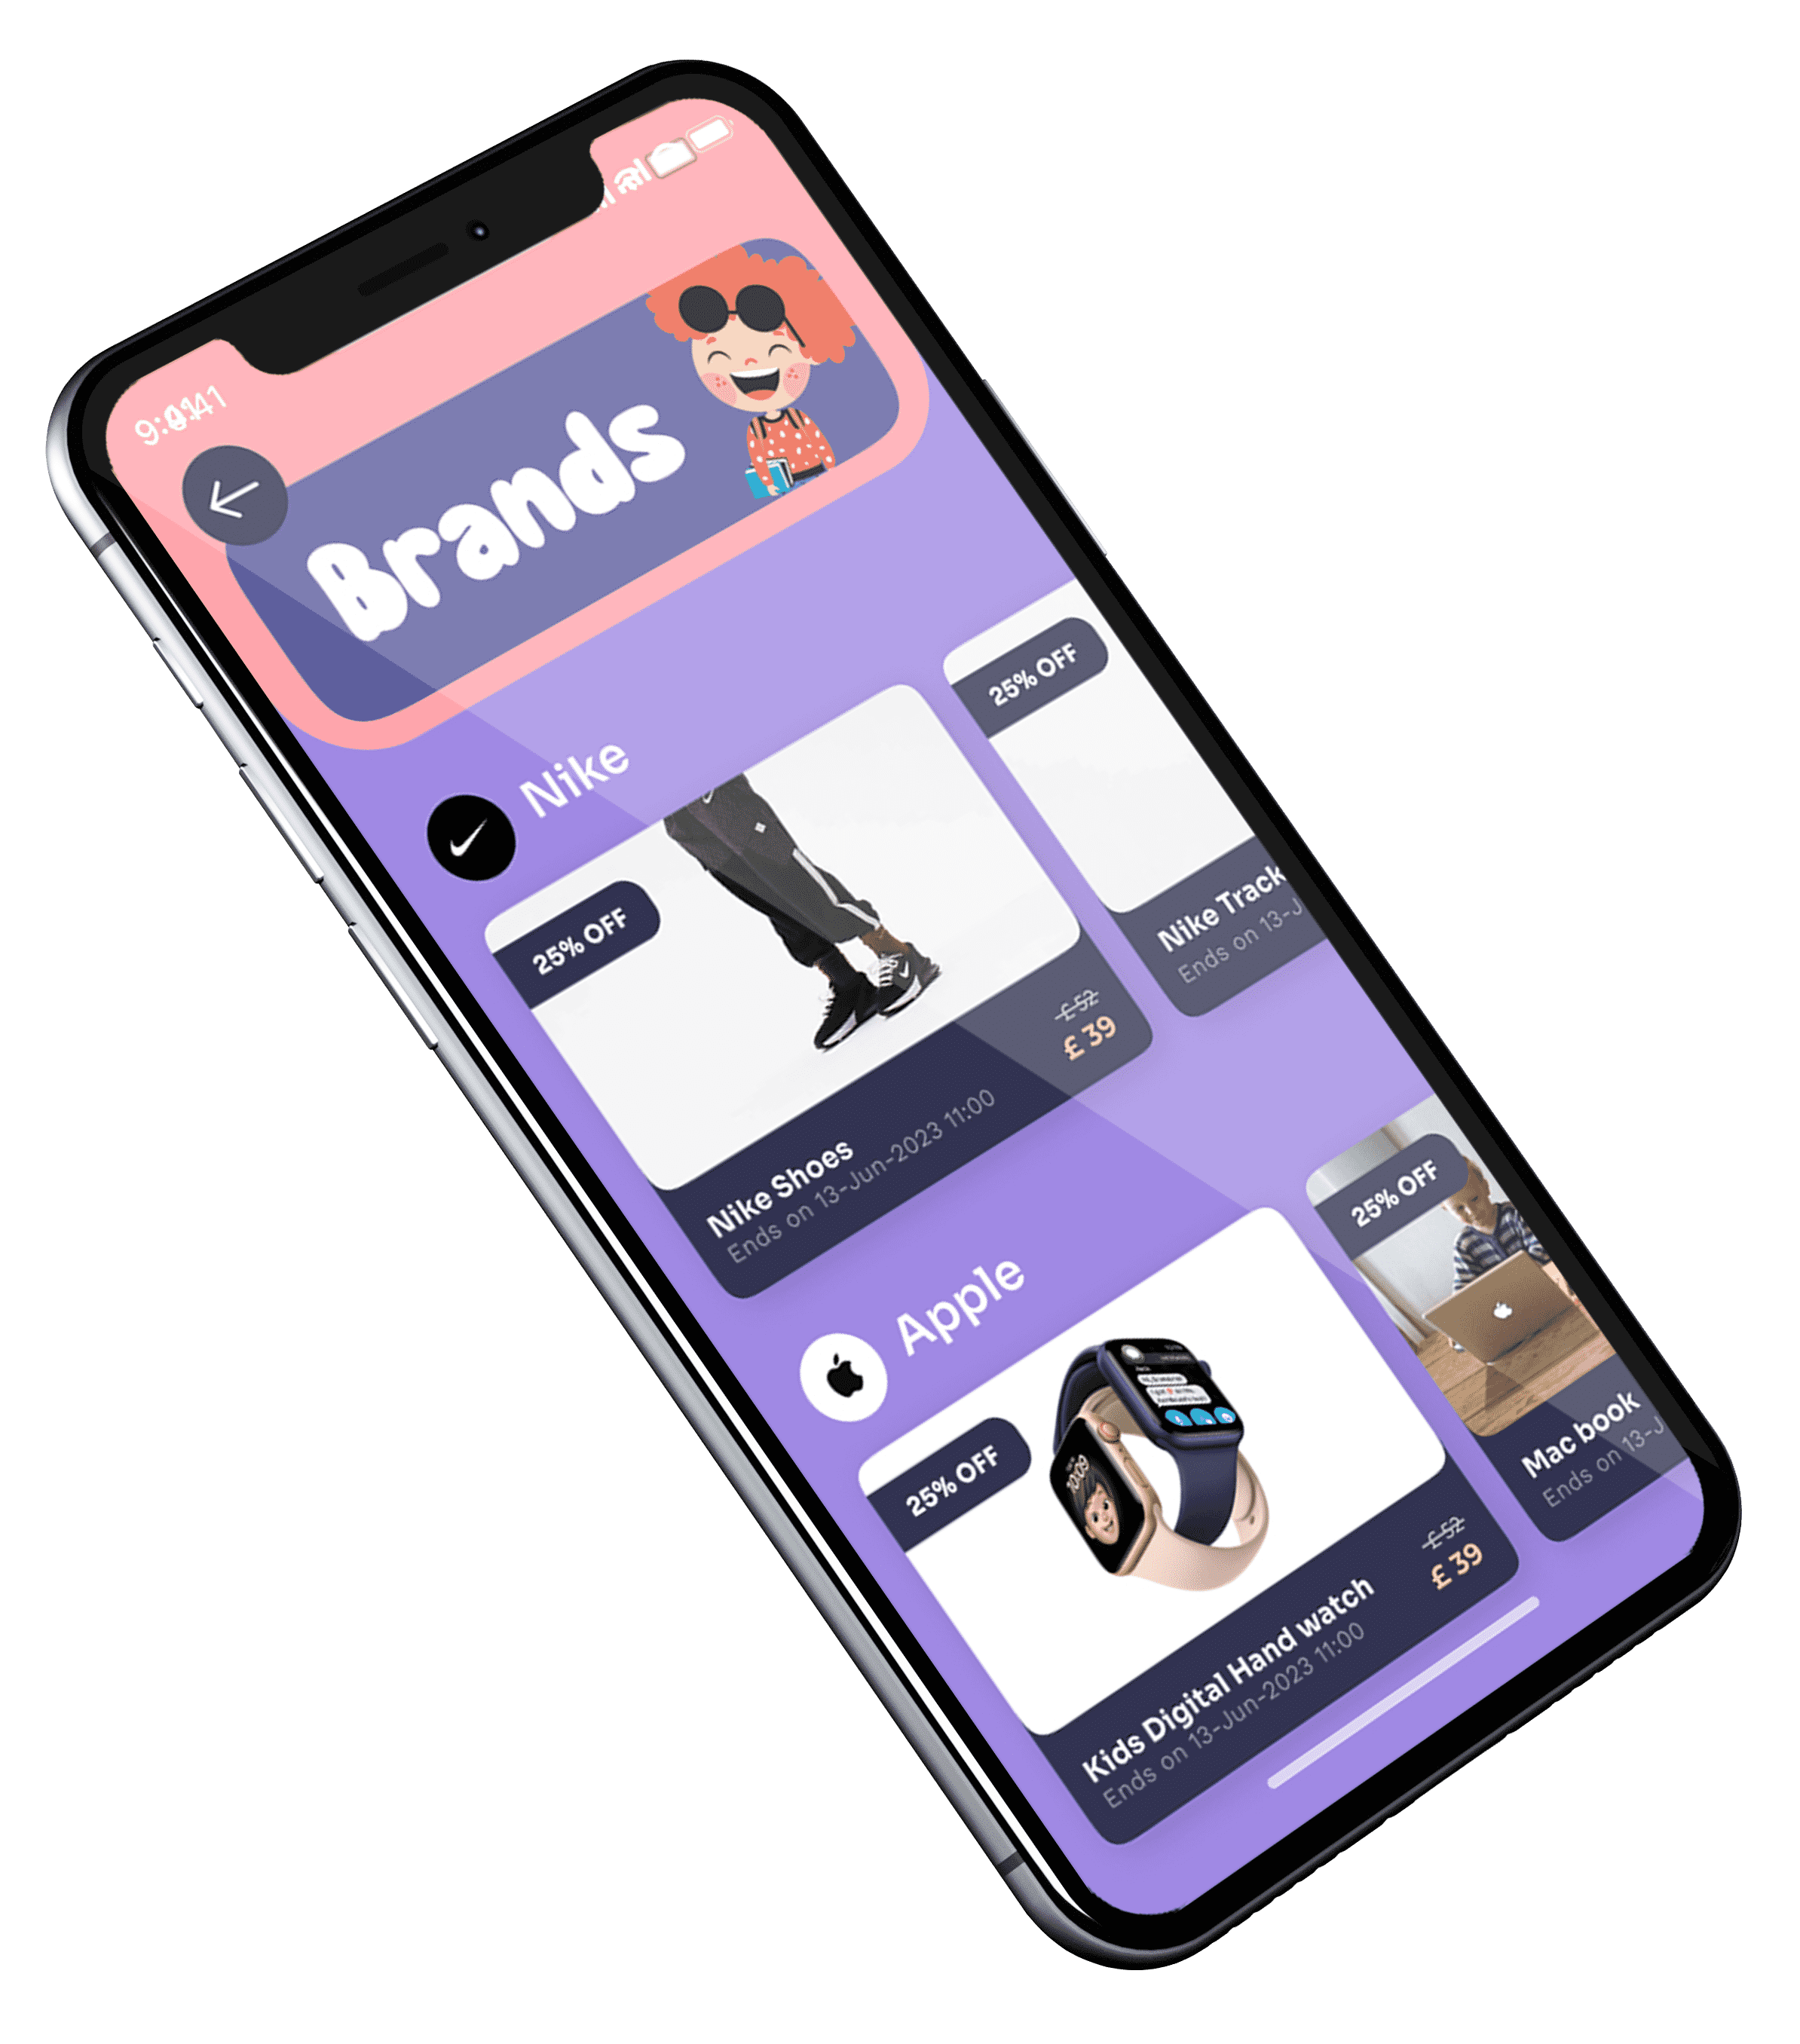 Brands
Nike
25% OFF
Nike Shoes
Ends on 13-Jun-2023 11:00
£ 52
£ 39
25% OFF
Nike Track
Ends on 13-J
Apple
25% OFF
10:09
Kids Digital Hand watch
Ends on 13-Jun-2023 11:00
£ 52
£ 39
25% OFF
Mac book
Ends on 13-J